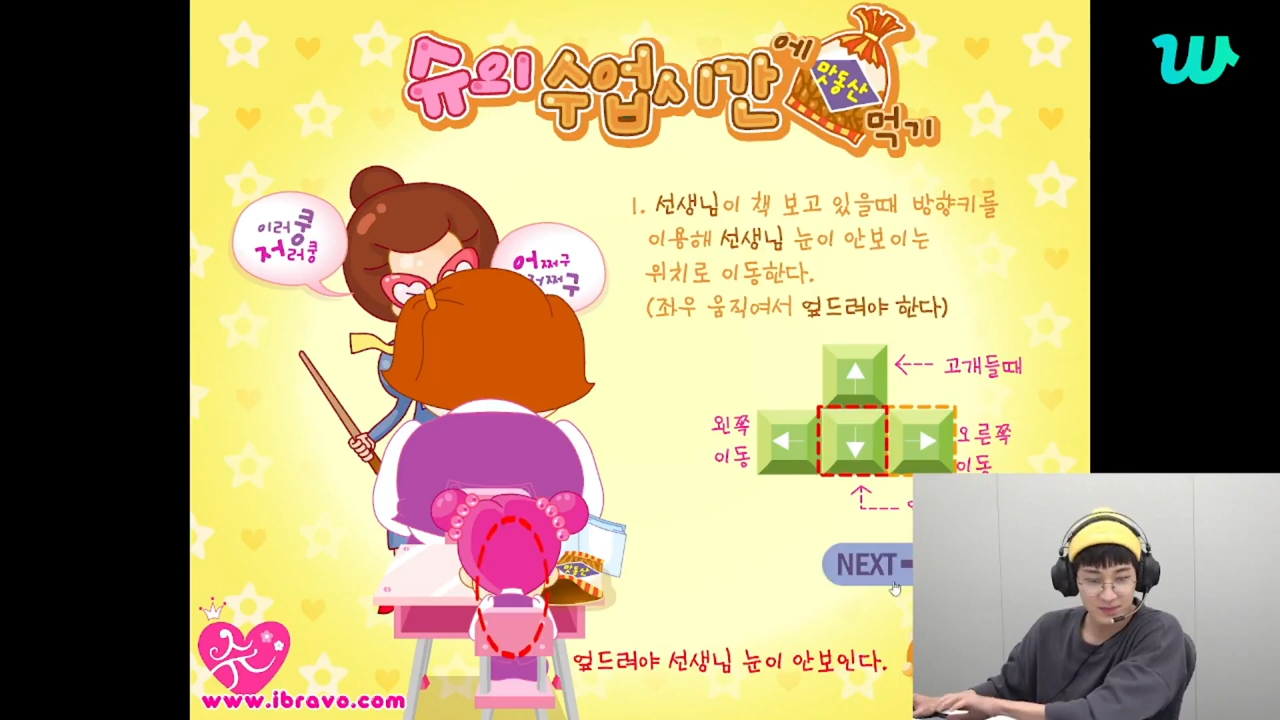 슈의 수업시간에 맛동산 먹기
이러쿵
저러쿵
어쩌구
쩌구
1. 선생님이 책 보고 있을때 방향키를
이용해 선생님 눈이 안보이는
위치로 이동한다.
(좌우 움직여서 엎드려야 한다)
고개들때
왼쪽
이동
오른쪽
이동
NEXT
맛동산
엎드려야 선생님 눈이 안보인다.
슈
www.ibravo.com
w